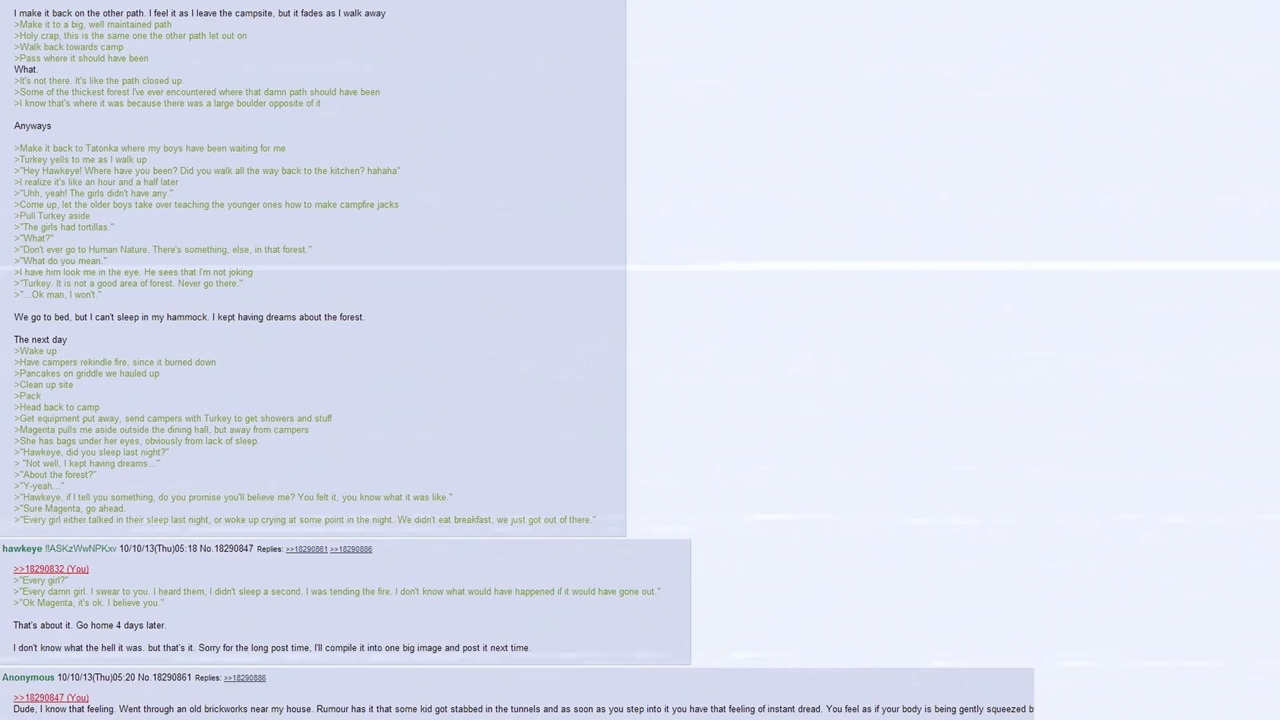 I make it back on the other path. I feel it as I leave the campsite, but it fades as I walk away
>Make it to a big, well maintained path
>Holy crap, this is the same one the other path let out on
>Walk back towards camp
>Pass where it should have been
What.
>It's not there. It's like the path closed up.
>Some of the thickest forest I've ever encountered where that damn path should have been
>I know that's where it was because there was a large boulder opposite of it
Anyways
>Make it back to Tatonka where my boys have been waiting for me
>Turkey yells to me as I walk up
>"Hey Hawkeye! Where have you been? Did you walk all the way back to the kitchen? hahaha"
>I realize it's like an hour and a half later
>"Uhh, yeah! The girls didn't have any."
>Come up, let the older boys take over teaching the younger ones how to make campfire jacks
>Pull Turkey aside
>"The girls had tortillas."
>"What?"
>"Don't ever go to Human Nature. There's something, else, in that forest."
>"What do you mean."
>I have him look me in the eye. He sees that I'm not joking
>"Turkey. It is not a good area of forest. Never go there."
>"...Ok man, I won't."
We go to bed, but I can't sleep in my hammock. I kept having dreams about the forest.
The next day
>Wake up
>Have campers rekindle fire, since it burned down
>Pancakes on griddle we hauled up
>Clean up site
>Pack
>Head back to camp
>Get equipment put away, send campers with Turkey to get showers and stuff
>Magenta pulls me aside outside the dining hall, but away from campers
>She has bags under her eyes, obviously from lack of sleep.
>"Hawkeye, did you sleep last night?"
> "Not well, I kept having dreams..."
>"About the forest?"
>"Y-yeah..."
>"Hawkeye, if I tell you something, do you promise you'll believe me? You felt it, you know what it was like."
>"Sure Magenta, go ahead.
>"Every girl either talked in their sleep last night, or woke up crying at some point in the night. We didn't eat breakfast, we just got out of there."
hawkeye !!ASKzWwNPKxv 10/10/13(Thu)05:18 No.18290847 Replies: >>18290861 >>18290886
>>18290832 (You)
>"Every girl?"
>"Every damn girl. I swear to you. I heard them, I didn't sleep a second. I was tending the fire. I don't know what would have happened if it would have gone out."
>"Ok Magenta, it's ok. I believe you."
That's about it. Go home 4 days later.
I don't know what the hell it was. but that's it. Sorry for the long post time, I'll compile it into one big image and post it next time.
Anonymous 10/10/13(Thu)05:20 No.18290861 Replies: >>18290886
>>18290847 (You)
Dude, I know that feeling. Went through an old brickworks near my house. Rumour has it that some kid got stabbed in the tunnels and as soon as you step into it you have that feeling of instant dread. You feel as if your body is being gently squeezed b